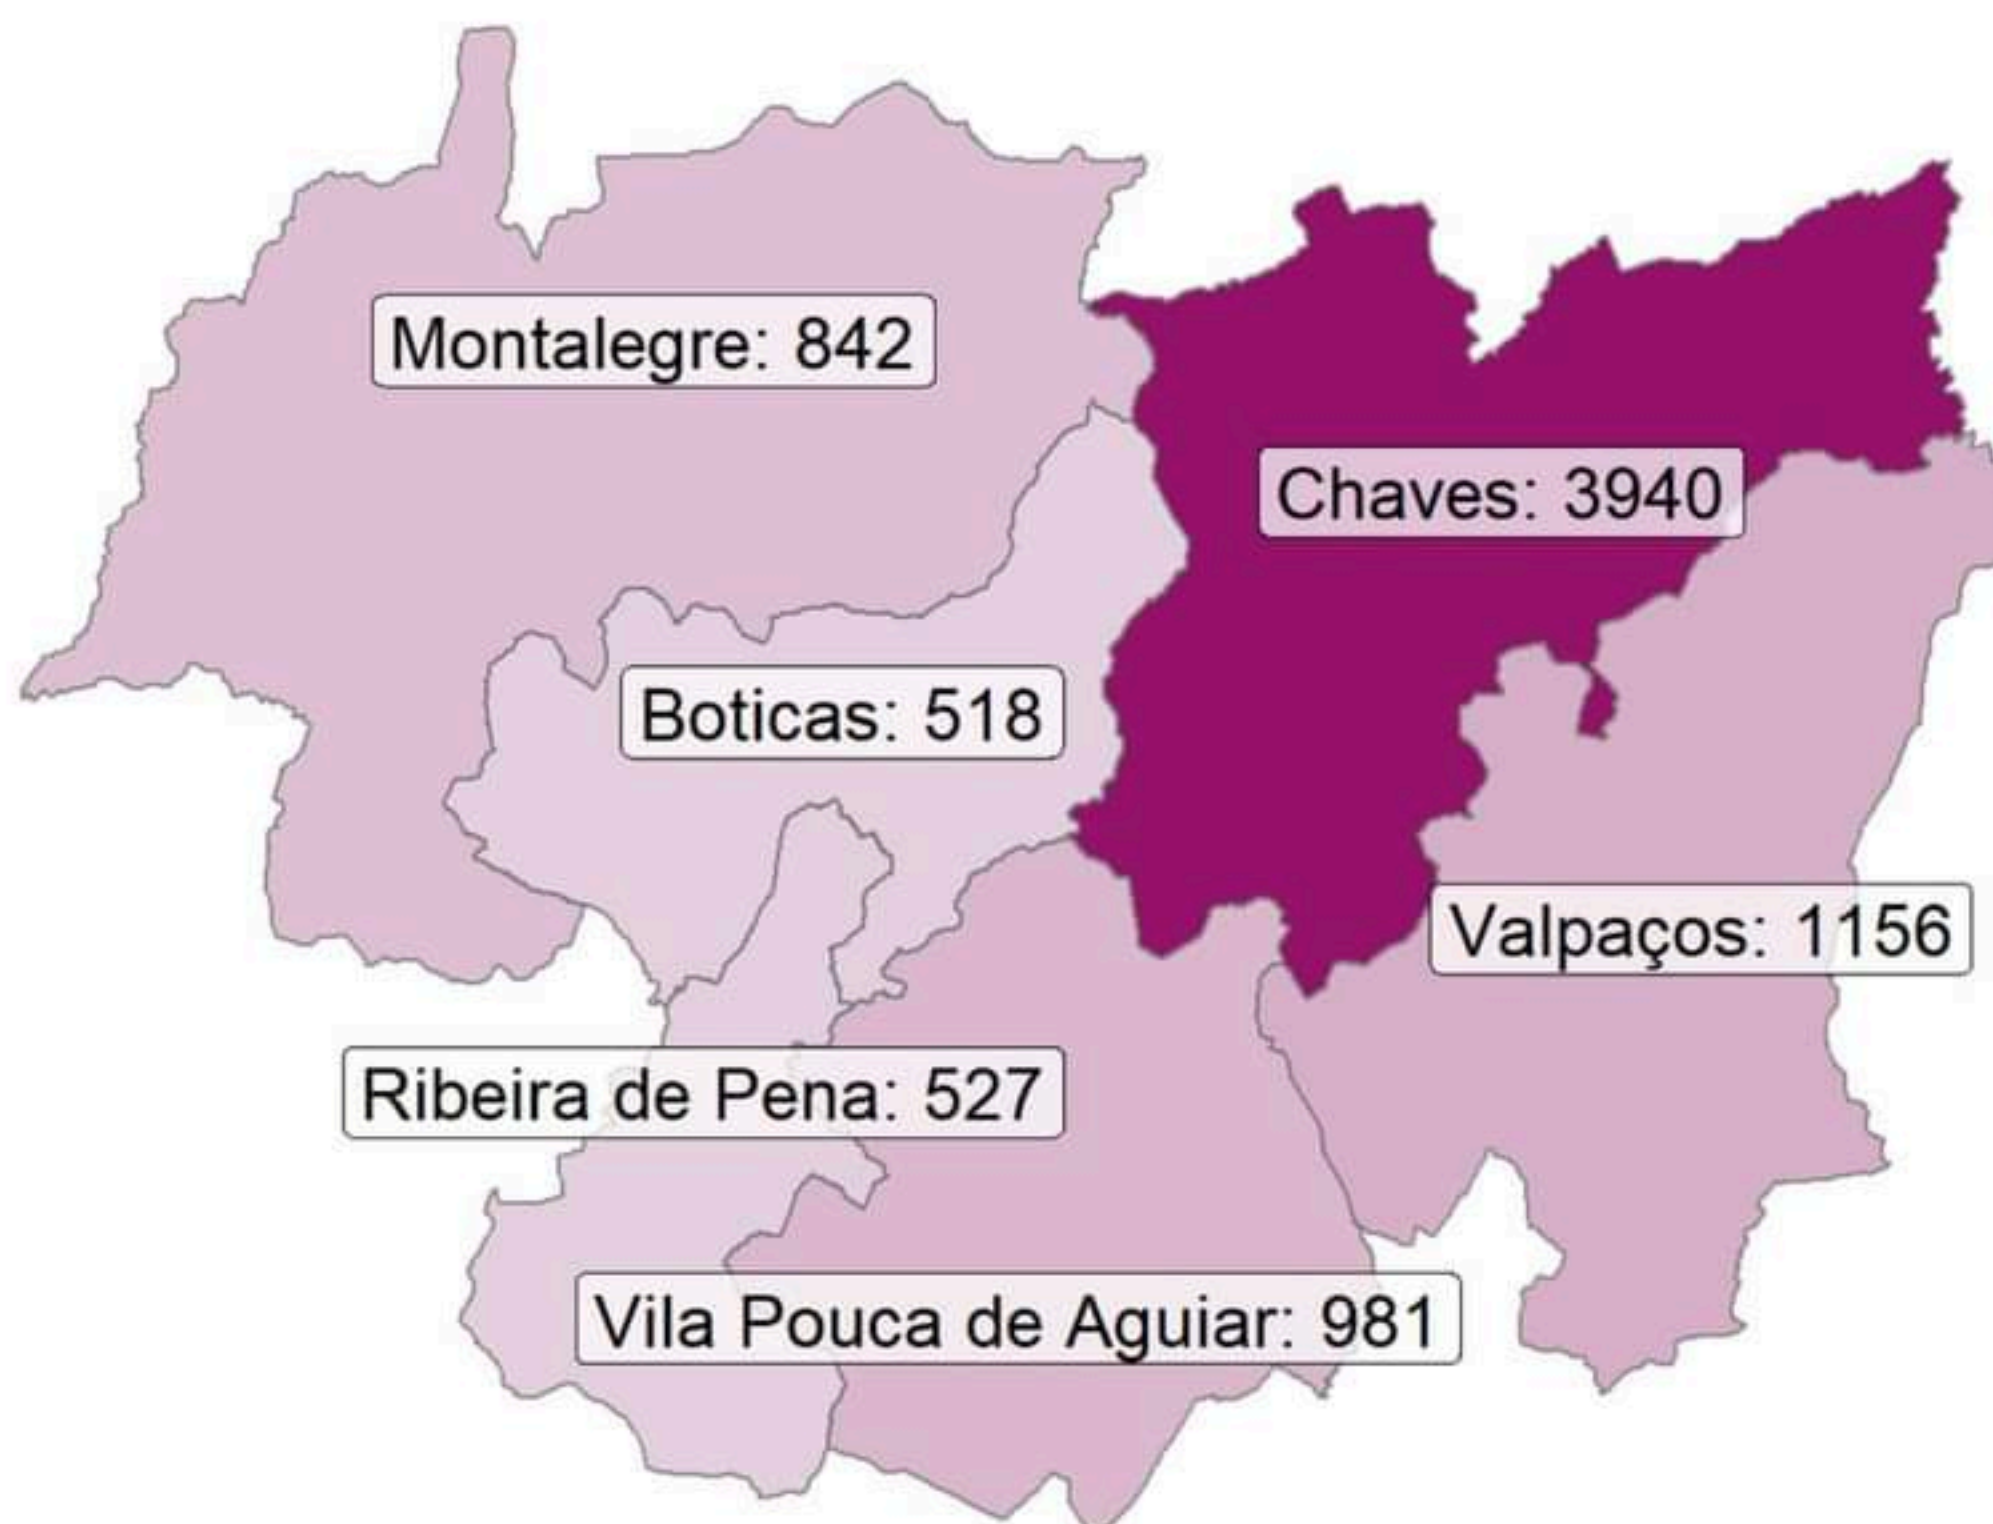 Montalegre: 842
Chaves: 3940
Boticas: 518
Valpaços: 1156
Ribeira de Pena: 527
Vila Pouca de Aguiar: 981